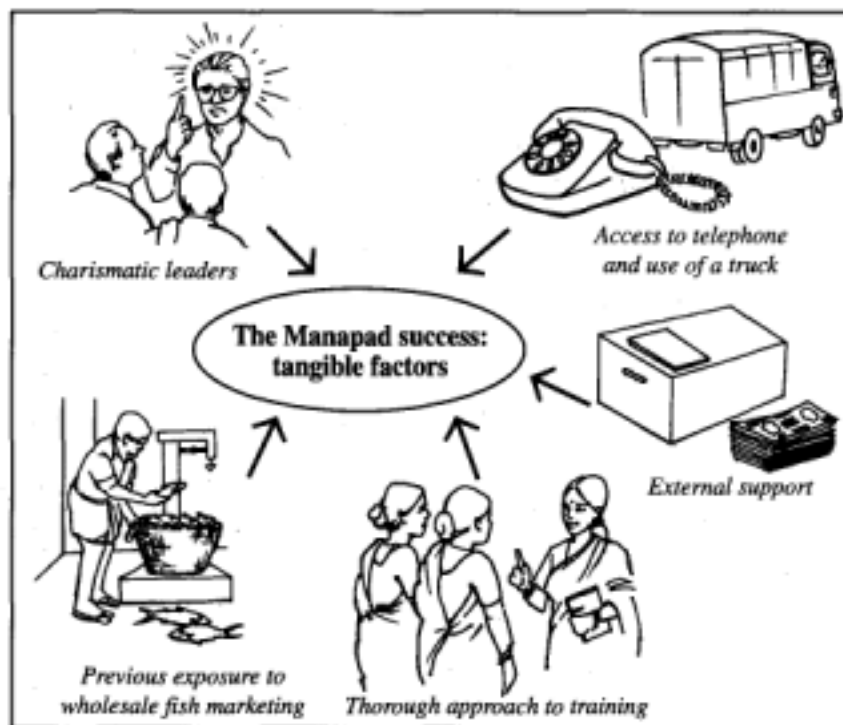 Charismatic leaders
Access to telephone
and use of a truck
The Manapad success:
tangible factors
External support
Previous exposure to
wholesale fish marketing
Thorough approach to training